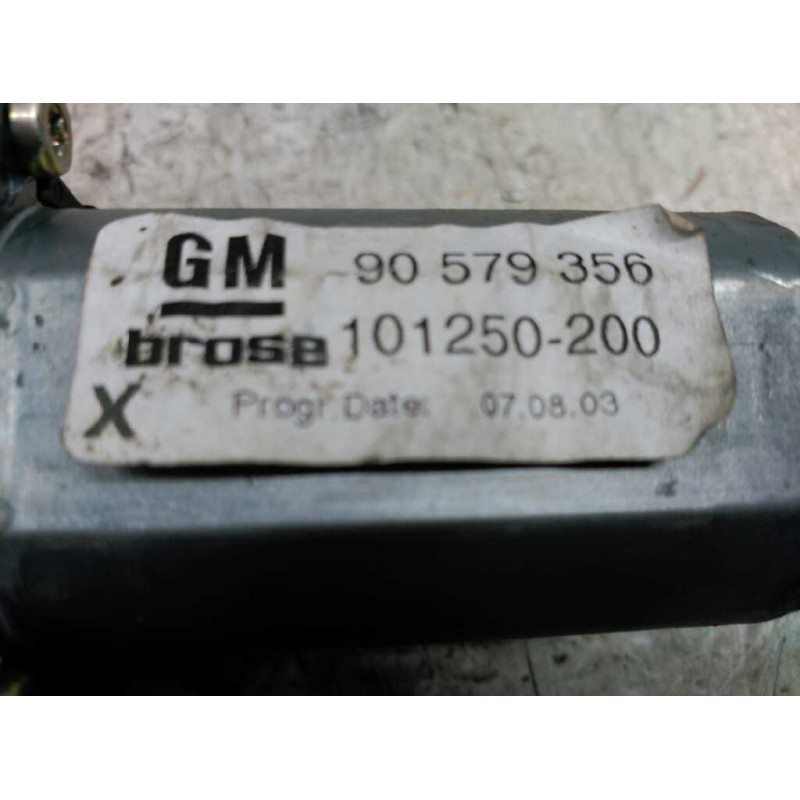 GM 90 579 356
brose 101250-200
X Progr. Date: 07.08.03